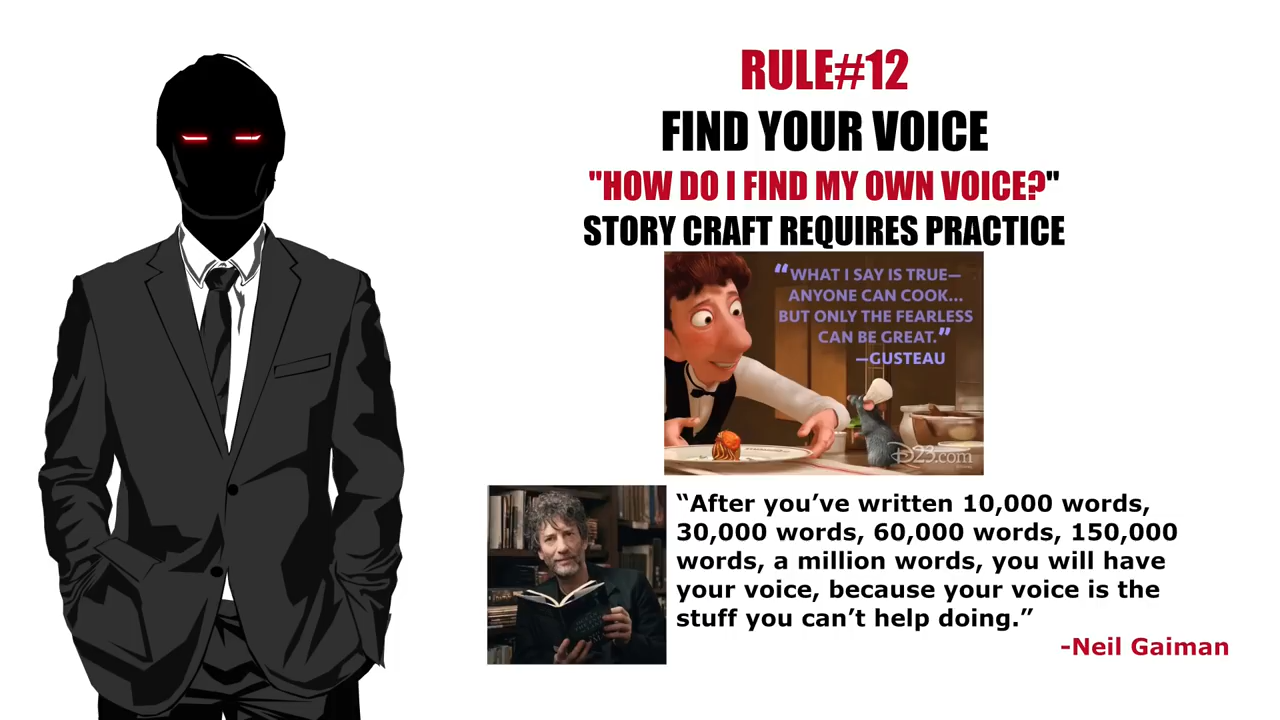 RULE#12
FIND YOUR VOICE
"HOW DO I FIND MY OWN VOICE?"
STORY CRAFT REQUIRES PRACTICE
“WHAT I SAY IS TRUE—
ANYONE CAN COOK...
BUT ONLY THE FEARLESS
CAN BE GREAT.”
—GUSTEAU
D23.com
“After you’ve written 10,000 words,
30,000 words, 60,000 words, 150,000
words, a million words, you will have
your voice, because your voice is the
stuff you can’t help doing.”
-Neil Gaiman